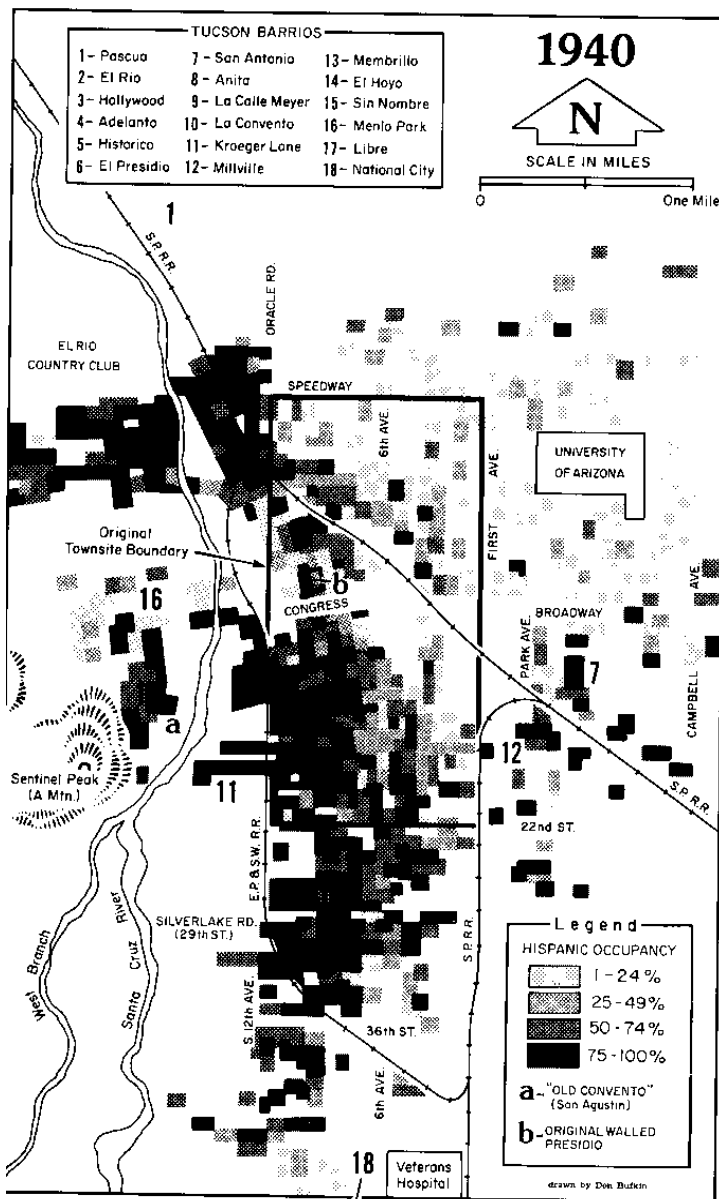 TUCSON BARRIOS
1- Pascua
2- El Rio
3- Hollywood
4- Adelanto
5- Historico
6- El Presidio
7- San Antonio
8- Anita
9- La Calle Meyer
10- La Convento
11- Kroeger Lane
12- Millville
13- Membrillo
14- El Hoyo
15- Sin Nombre
16- Menlo Park
17- Libre
18- National City
1940
N
SCALE IN MILES
0 One Mile
1
S.P.R.R.
ORACLE RD.
EL RIO
COUNTRY CLUB
SPEEDWAY
6th AVE.
FIRST AVE.
UNIVERSITY
OF ARIZONA
Original
Townsite Boundary
b
CONGRESS
16
BROADWAY
PARK AVE.
7
CAMPBELL AVE.
a
12
Sentinel Peak
(A Mtn.)
11
S.P.R.R.
22nd ST.
E.P. & S.W. R.R.
SILVERLAKE RD.
(29th ST.)
S.P.R.R.
West Branch
Santa Cruz River
S. 12th AVE.
36th ST.
6th AVE.
18
Veterans
Hospital
Legend
HISPANIC OCCUPANCY
1-24%
25-49%
50-74%
75-100%
a-"OLD CONVENTO"
(San Agustin)
b-ORIGINAL WALLED
PRESIDIO
drawn by Don Bufkin